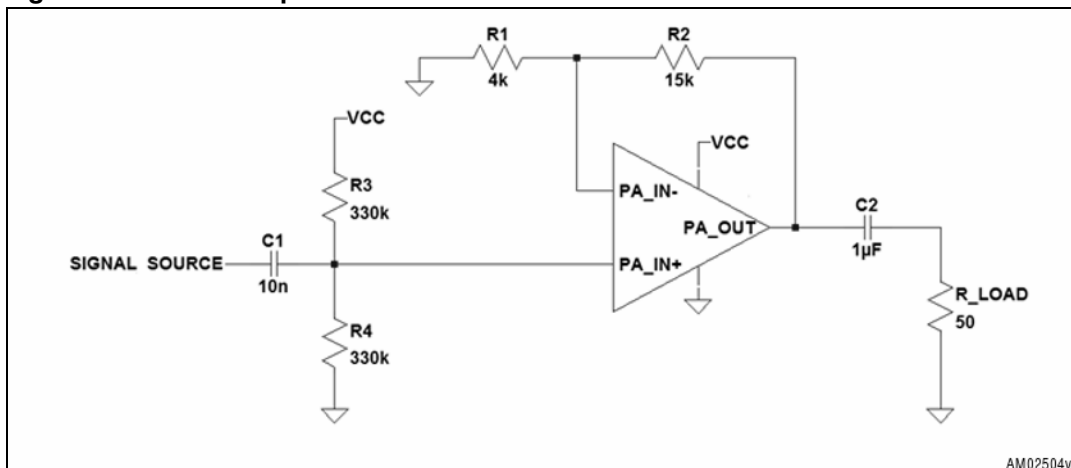 R1
4k
R2
15k
VCC
R3
330k
VCC
PA_IN-
PA_OUT
C2
1µF
C1
SIGNAL SOURCE
10n
PA_IN+
R_LOAD
50
R4
330k